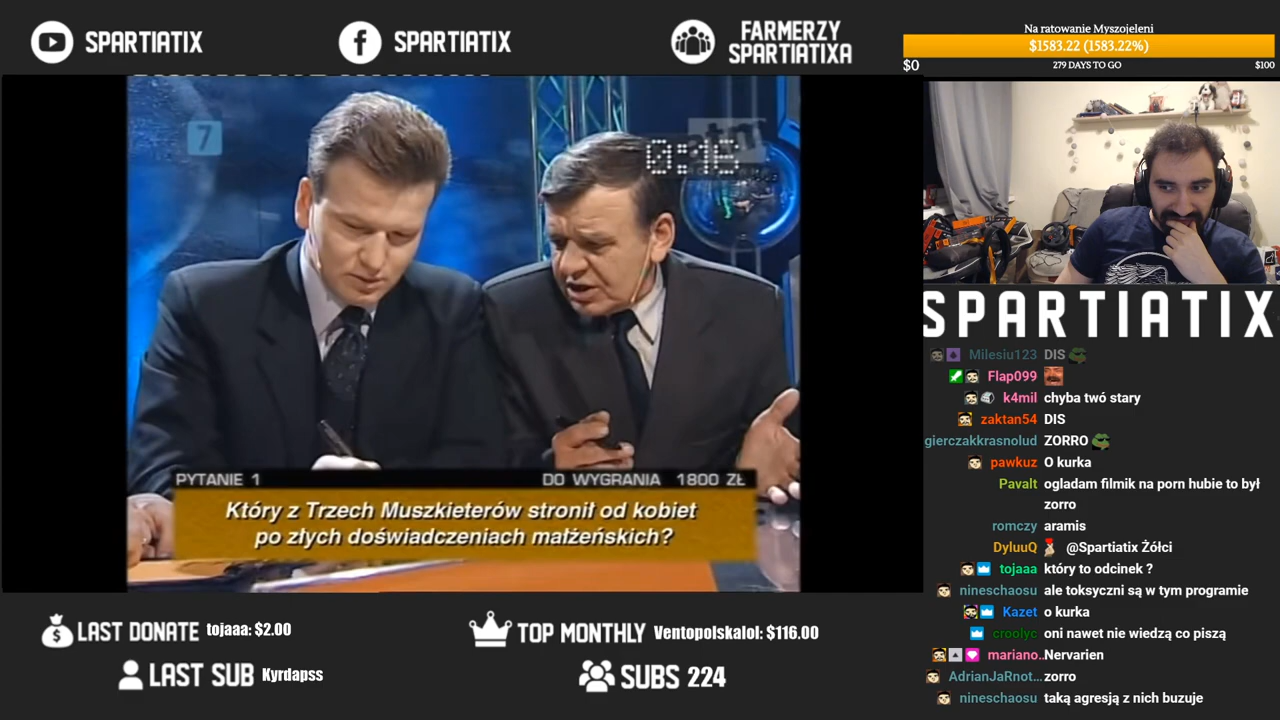 SPARTIATIX
SPARTIATIX
FARMERZY
SPARTIATIXA
Na ratowanie Myszojeleni
$1583.22 (1583.22%)
$0
279 DAYS TO GO
$100
7
0:15
PYTANIE 1
DO WYGRANIA 1800 ZŁ
Który z Trzech Muszkieterów stronił od kobiet
po złych doświadczeniach małżeńskich?
SPARTIATIX
Milesiu123 DIS
Flap099
k4mil chyba twó stary
zaktan54 DIS
gierczakkrasnolud ZORRO
pawkuz O kurka
Pavalt ogladam filmik na porn hubie to był
zorro
romczy aramis
DyluuQ @Spartiatix Żółci
tojaaa który to odcinek ?
nineschaosu ale toksyczni są w tym programie
Kazet o kurka
croolyc oni nawet nie wiedzą co piszą
mariano.. Nervarien
AdrianJaRnot... zorro
nineschaosu taką agresją z nich buzuje
LAST DONATE tojaaa: $2.00
TOP MONTHLY Ventopolskalol: $116.00
LAST SUB Kyrdapss
SUBS 224